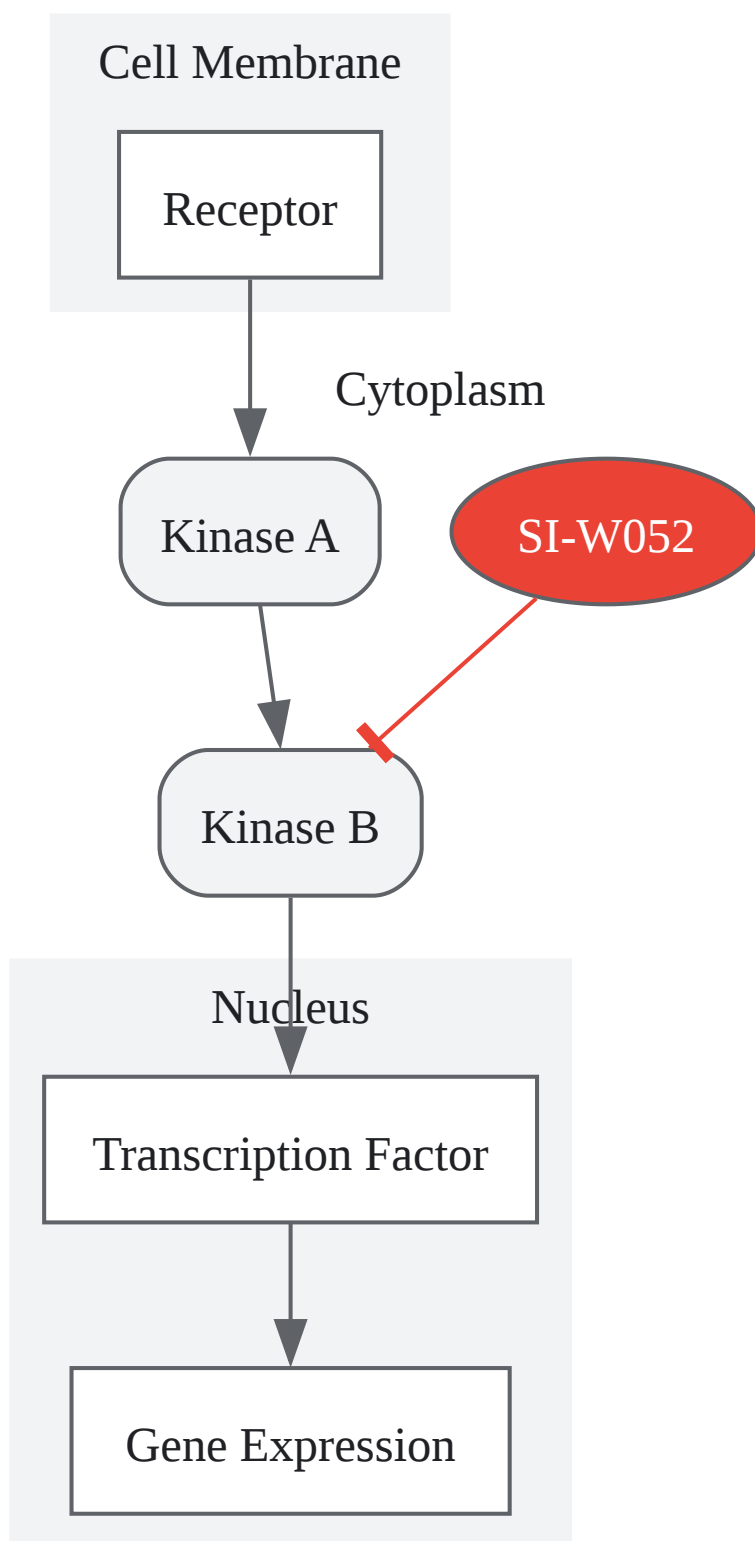 Cell Membrane
Receptor
Cytoplasm
Kinase A
SI-W052
Kinase B
Nucleus
Transcription Factor
Gene Expression